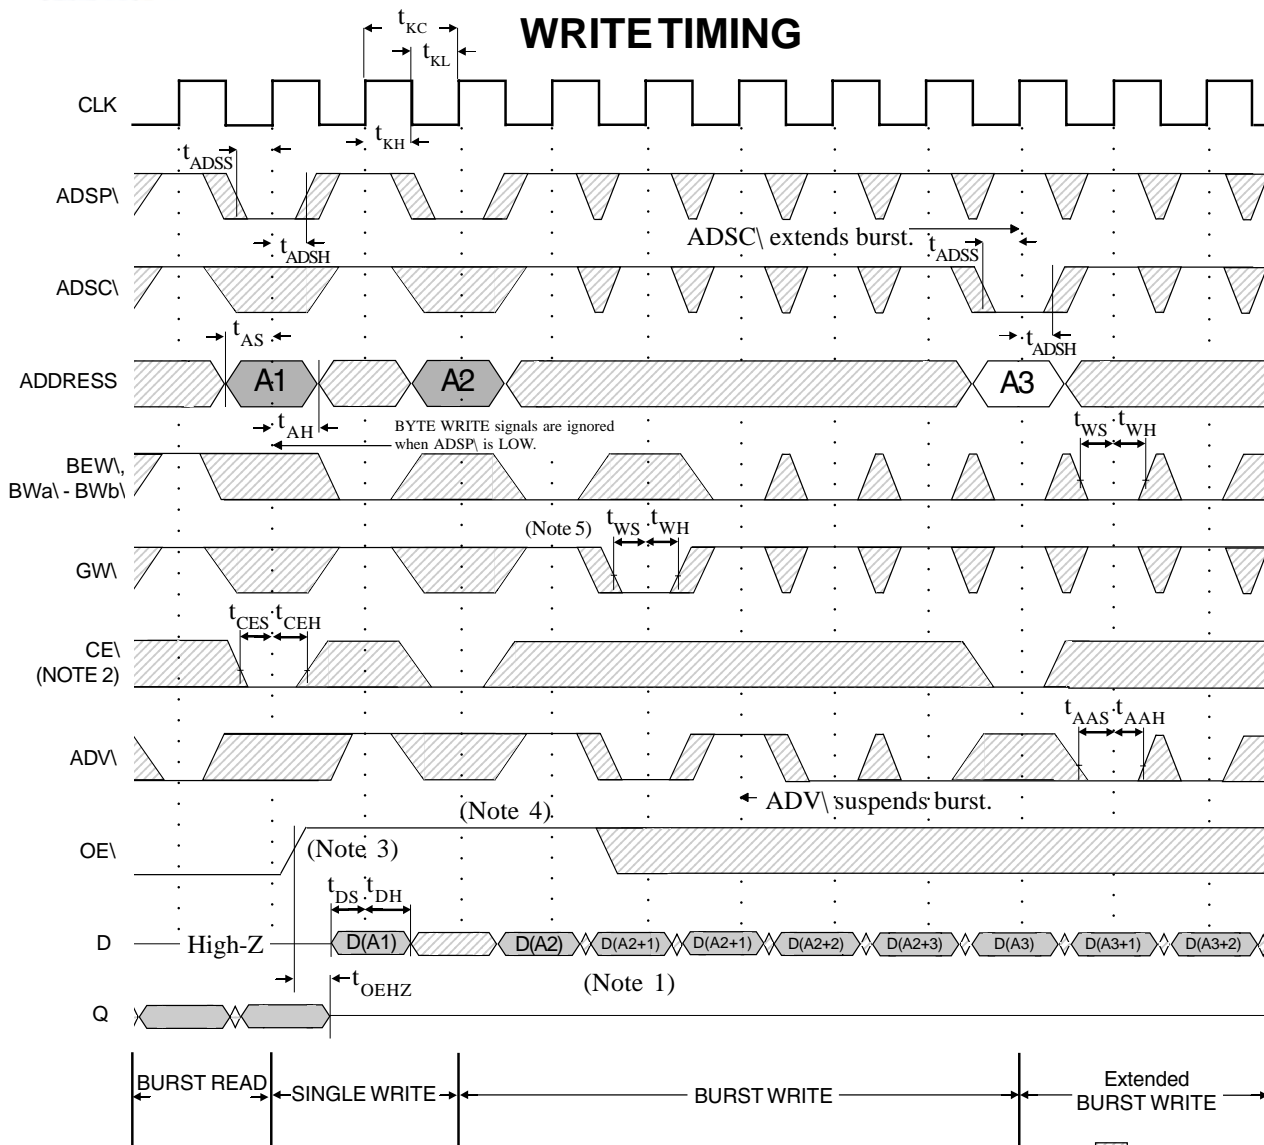 WRITE TIMING
tKC
tKL
CLK
tKH
tADSS
ADSP\
tADSH
ADSC\ extends burst.
tADSS
ADSC\
tAS
tADSH
ADDRESS
A1
A2
A3
tAH
BYTE WRITE signals are ignored
when ADSP\ is LOW.
tWS
tWH
BEW\,
BWa\ - BWb\
(Note 5)
tWS
tWH
GW\
tCES
tCEH
CE\
(NOTE 2)
tAAS
tAAH
ADV\
ADV\ suspends burst.
(Note 4)
OE\
(Note 3)
tDS
tDH
D
High-Z
D(A1)
D(A2)
D(A2+1)
D(A2+1)
D(A2+2)
D(A2+3)
D(A3)
D(A3+1)
D(A3+2)
tOEHZ
(Note 1)
Q
BURST READ
SINGLE WRITE
BURST WRITE
Extended
BURST WRITE